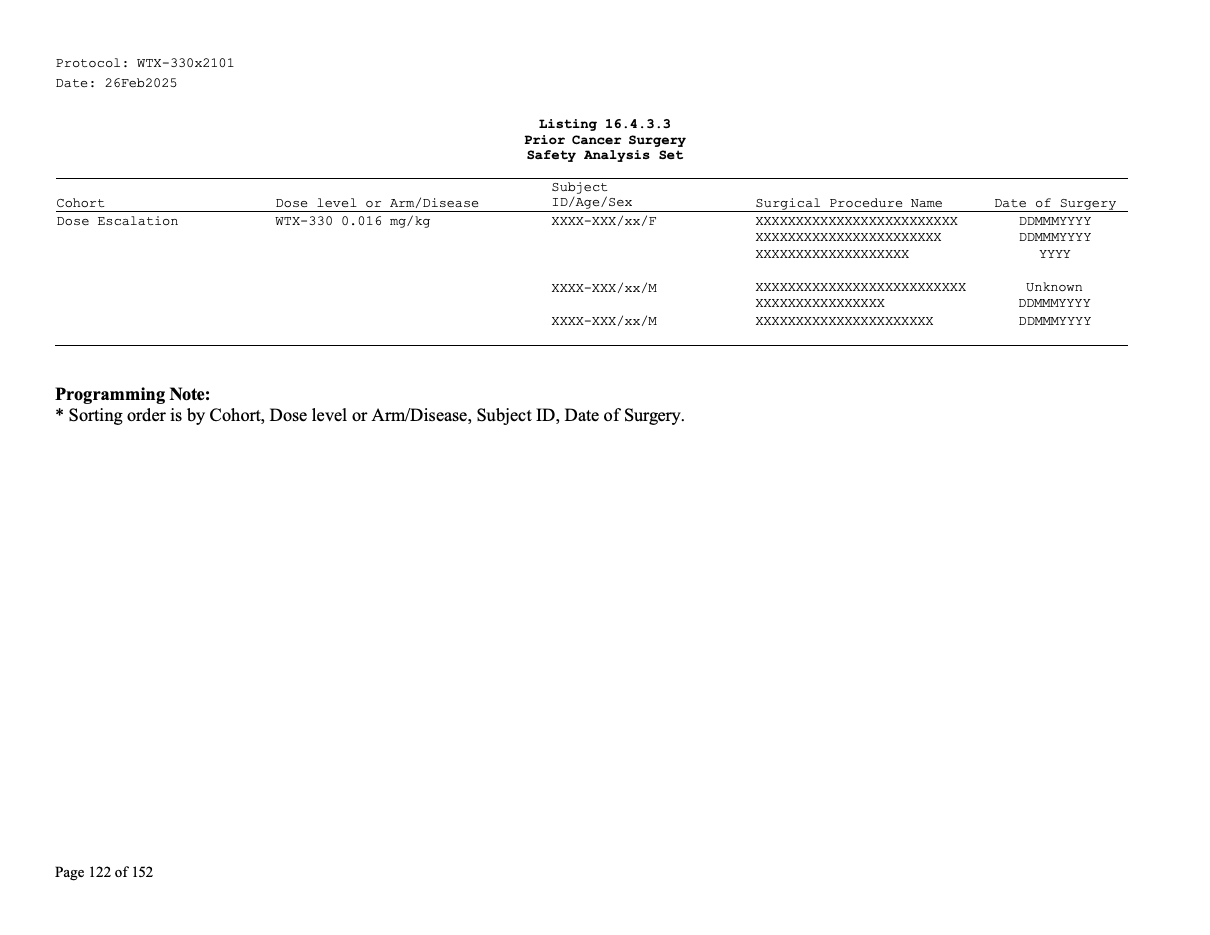 Protocol: WTX-330x2101
Date: 26Feb2025
Listing 16.4.3.3
Prior Cancer Surgery
Safety Analysis Set
Cohort Dose level or Arm/Disease Subject ID/Age/Sex Surgical Procedure Name Date of Surgery
Dose Escalation WTX-330 0.016 mg/kg XXXX-XXX/xx/F XXXXXXXXXXXXXXXXXXXXXXXXX DDMMMYYYY
XXXXXXXXXXXXXXXXXXXXXXX DDMMMYYYY
XXXXXXXXXXXXXXXXXXX YYYY
XXXX-XXX/xx/M XXXXXXXXXXXXXXXXXXXXXXXXXX Unknown
XXXXXXXXXXXXXXXX DDMMMYYYY
XXXX-XXX/xx/M XXXXXXXXXXXXXXXXXXXXXX DDMMMYYYY
Programming Note:
* Sorting order is by Cohort, Dose level or Arm/Disease, Subject ID, Date of Surgery.
Page 122 of 152